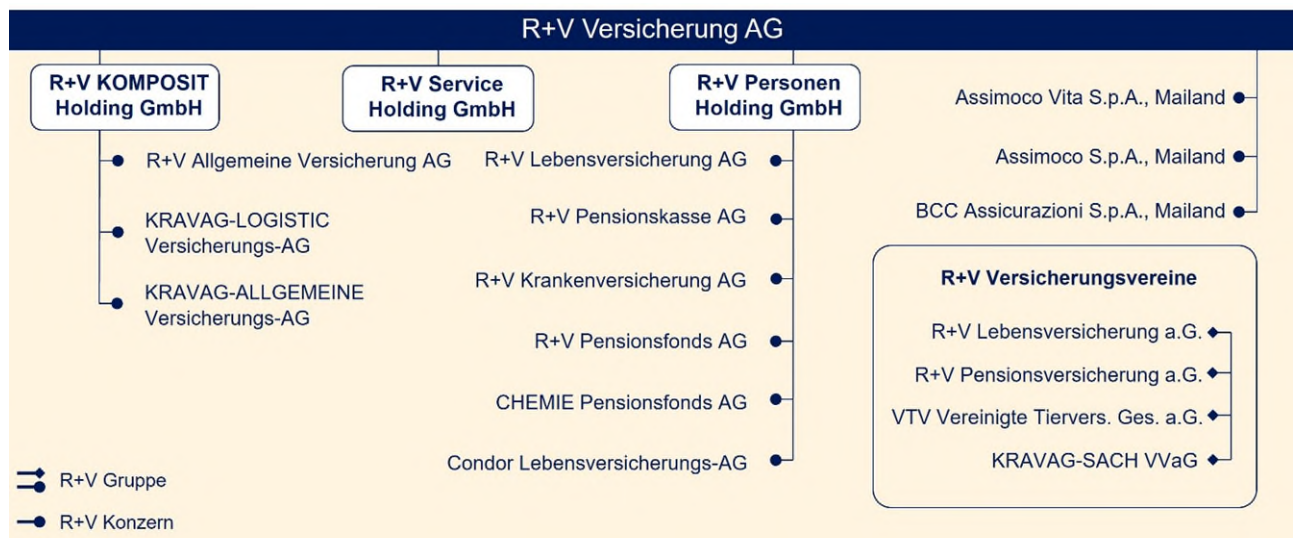 R+V Versicherung AG
R+V KOMPOSIT
Holding GmbH
R+V Allgemeine Versicherung AG
KRAVAG-LOGISTIC
Versicherungs-AG
KRAVAG-ALLGEMEINE
Versicherungs-AG
R+V Service
Holding GmbH
R+V Personen
Holding GmbH
R+V Lebensversicherung AG
R+V Pensionskasse AG
R+V Krankenversicherung AG
R+V Pensionsfonds AG
CHEMIE Pensionsfonds AG
Condor Lebensversicherungs-AG
Assimoco Vita S.p.A., Mailand
Assimoco S.p.A., Mailand
BCC Assicurazioni S.p.A., Mailand
R+V Versicherungsvereine
R+V Lebensversicherung a.G.
R+V Pensionsversicherung a.G.
VTV Vereinigte Tiervers. Ges. a.G.
KRAVAG-SACH VVaG
R+V Gruppe
R+V Konzern